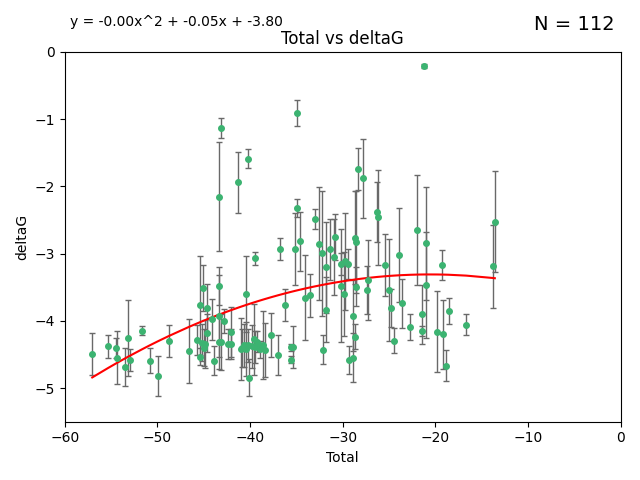 y = -0.00x^2 + -0.05x + -3.80
N = 112
Total vs deltaG
0
−1
−2
−3
−4
−5
deltaG
−60 −50 −40 −30 −20 −10 0
Total